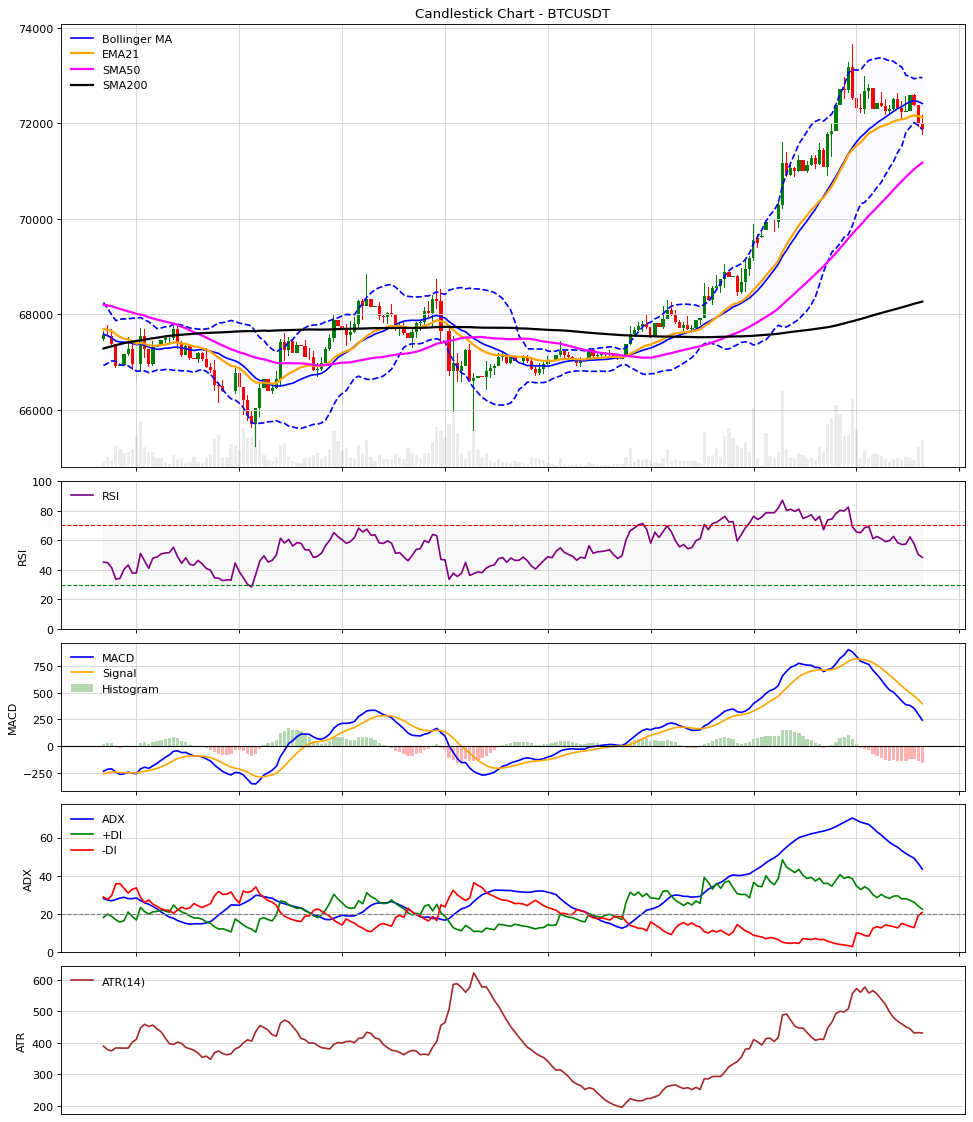 Candlestick Chart - BTCUSDT
74000
72000
70000
68000
66000
Bollinger MA
EMA21
SMA50
SMA200
100
80
60
40
20
0
RSI
RSI
750
500
250
0
−250
MACD
MACD
Signal
Histogram
60
40
20
0
ADX
ADX
+DI
-DI
600
500
400
300
200
ATR
ATR(14)